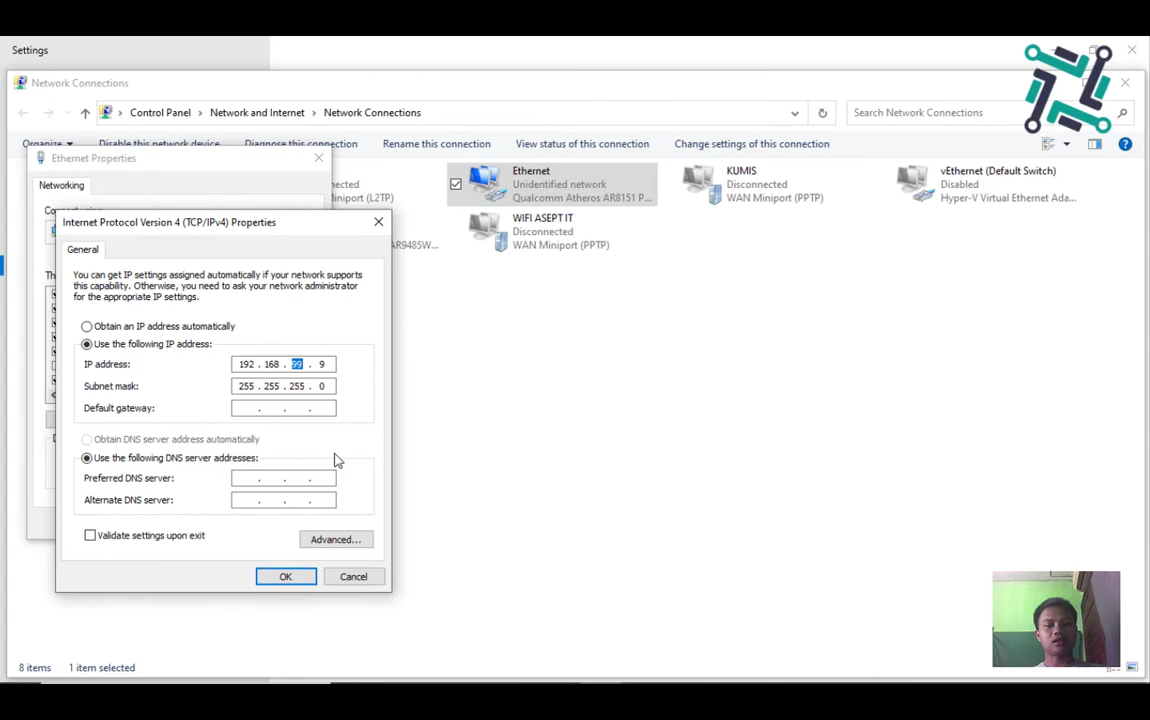 Settings
Network Connections
Control Panel > Network and Internet > Network Connections
Search Network Connections
Organize Disable this network device Diagnose this connection Rename this connection View status of this connection Change settings of this connection
Ethernet Properties
Networking
nected
Miniport (L2TP)
AR9485W...
Ethernet
Unidentified network
Qualcomm Atheros AR8151 P...
KUMIS
Disconnected
WAN Miniport (PPTP)
vEthernet (Default Switch)
Disabled
Hyper-V Virtual Ethernet Ada...
WIFI ASEPT IT
Disconnected
WAN Miniport (PPTP)
Internet Protocol Version 4 (TCP/IPv4) Properties
General
You can get IP settings assigned automatically if your network supports
this capability. Otherwise, you need to ask your network administrator
for the appropriate IP settings.
Obtain an IP address automatically
Use the following IP address:
IP address: 192 . 168 . 99 . 9
Subnet mask: 255 . 255 . 255 . 0
Default gateway: . . .
Obtain DNS server address automatically
Use the following DNS server addresses:
Preferred DNS server: . . .
Alternate DNS server: . . .
Validate settings upon exit
Advanced...
OK Cancel
8 items 1 item selected